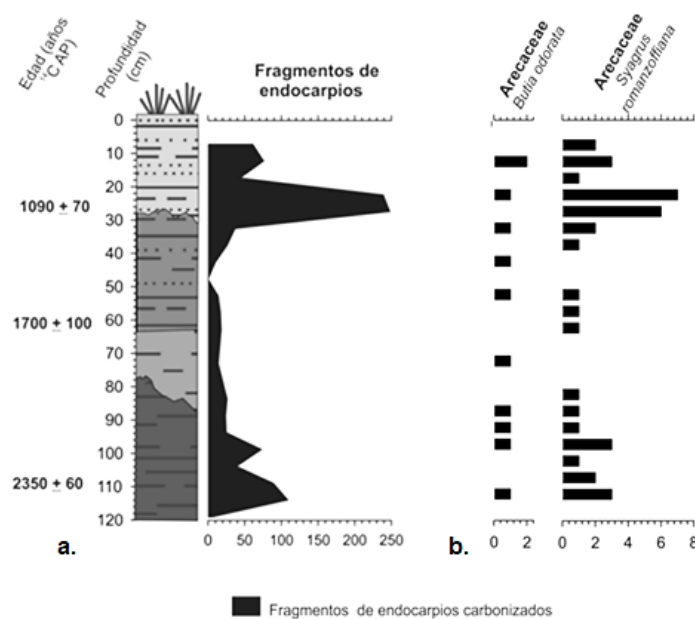 Edad (años
¹⁴C AP)
Profundidad
(cm)
Fragmentos de
endocarpios
Arecaceae
Butia odorata
Arecaceae
Syagrus
romanzoffiana
0
10
20
30
40
50
60
70
80
90
100
110
120
1090 ± 70
1700 ± 100
2350 ± 60
0 50 100 150 200 250
0 2
0 2 4 6 8
a.
b.
Fragmentos de endocarpios carbonizados